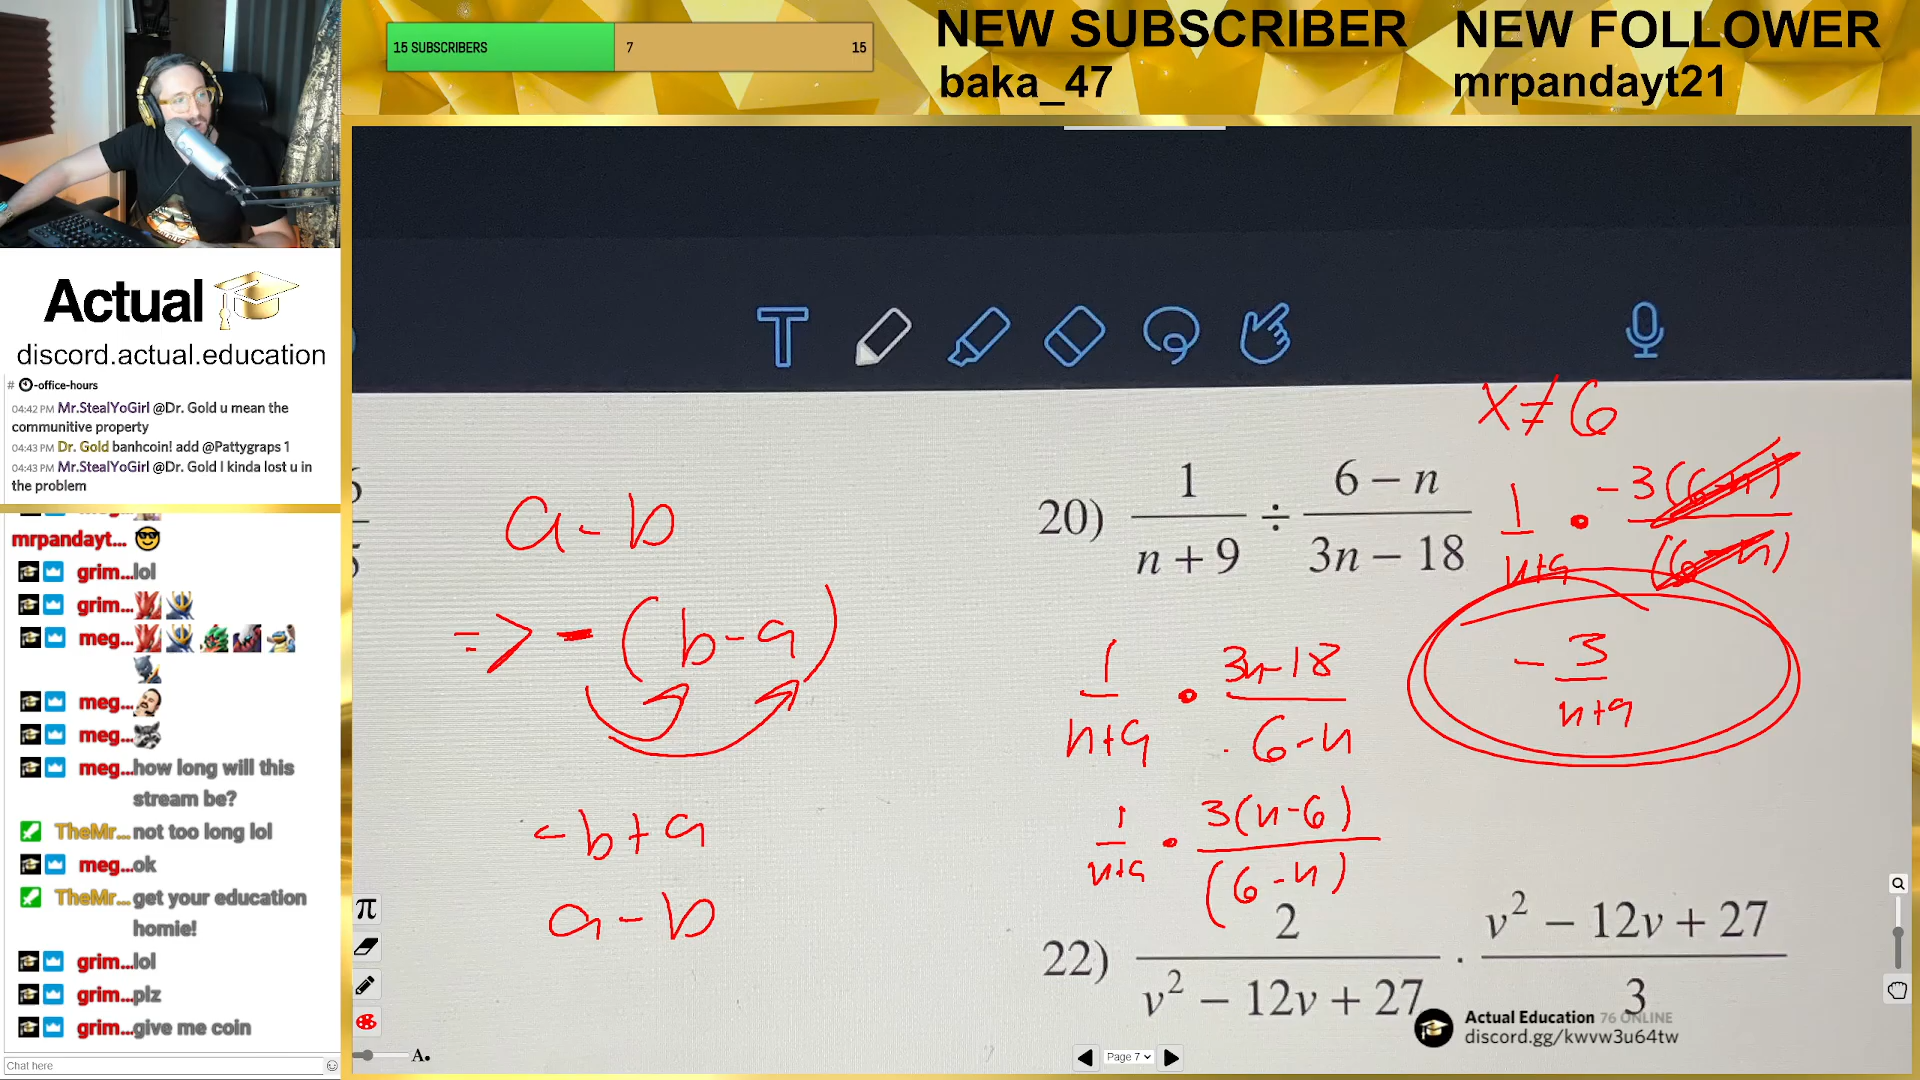 15 SUBSCRIBERS 7 15
NEW SUBSCRIBER
baka_47
NEW FOLLOWER
mrpandayt21
Actual
discord.actual.education
# -office-hours
04:42 PM Mr.StealYoGirl @Dr. Gold u mean the
communitive property
04:43 PM Dr. Gold banhcoin! add @Pattygraps 1
04:43 PM Mr.StealYoGirl @Dr. Gold I kinda lost u in
the problem
mrpandayt...
grim...lol
grim...
meg...
meg...
meg...
meg...how long will this
stream be?
TheMr...not too long lol
meg...ok
TheMr...get your education
homie!
grim...lol
grim...plz
grim...give me coin
Chat here
T
a-b
=> -(b-a)
-b+a
a-b
x≠6
20) 1/(n + 9) ÷ (6 − n)/(3n − 18)
1/(n+9) • -3(6-n)/(6-n)
1/(n+9) • (3n-18)/(6-n)
-3/(n+9)
1/(n+9) • 3(n-6)/(6-n)
22) 2/(v² − 12v + 27) · (v² − 12v + 27)/3
π
A.
Page 7
Actual Education 76 ONLINE
discord.gg/kwvw3u64tw